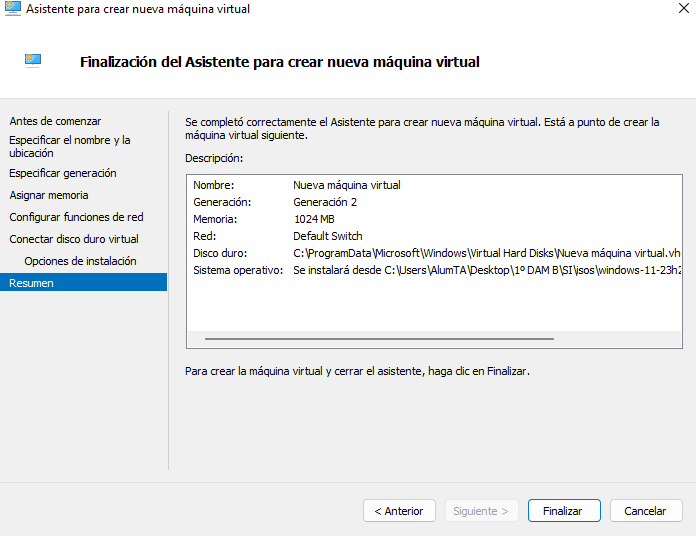 Asistente para crear nueva máquina virtual
Finalización del Asistente para crear nueva máquina virtual
Antes de comenzar
Especificar el nombre y la
ubicación
Especificar generación
Asignar memoria
Configurar funciones de red
Conectar disco duro virtual
Opciones de instalación
Resumen
Se completó correctamente el Asistente para crear nueva máquina virtual. Está a punto de crear la
máquina virtual siguiente.
Descripción:
Nombre: Nueva máquina virtual
Generación: Generación 2
Memoria: 1024 MB
Red: Default Switch
Disco duro: C:\ProgramData\Microsoft\Windows\Virtual Hard Disks\Nueva máquina virtual.vh
Sistema operativo: Se instalará desde C:\Users\AlumTA\Desktop\1º DAM B\SI\isos\windows-11-23h2
Para crear la máquina virtual y cerrar el asistente, haga clic en Finalizar.
< Anterior
Siguiente >
Finalizar
Cancelar